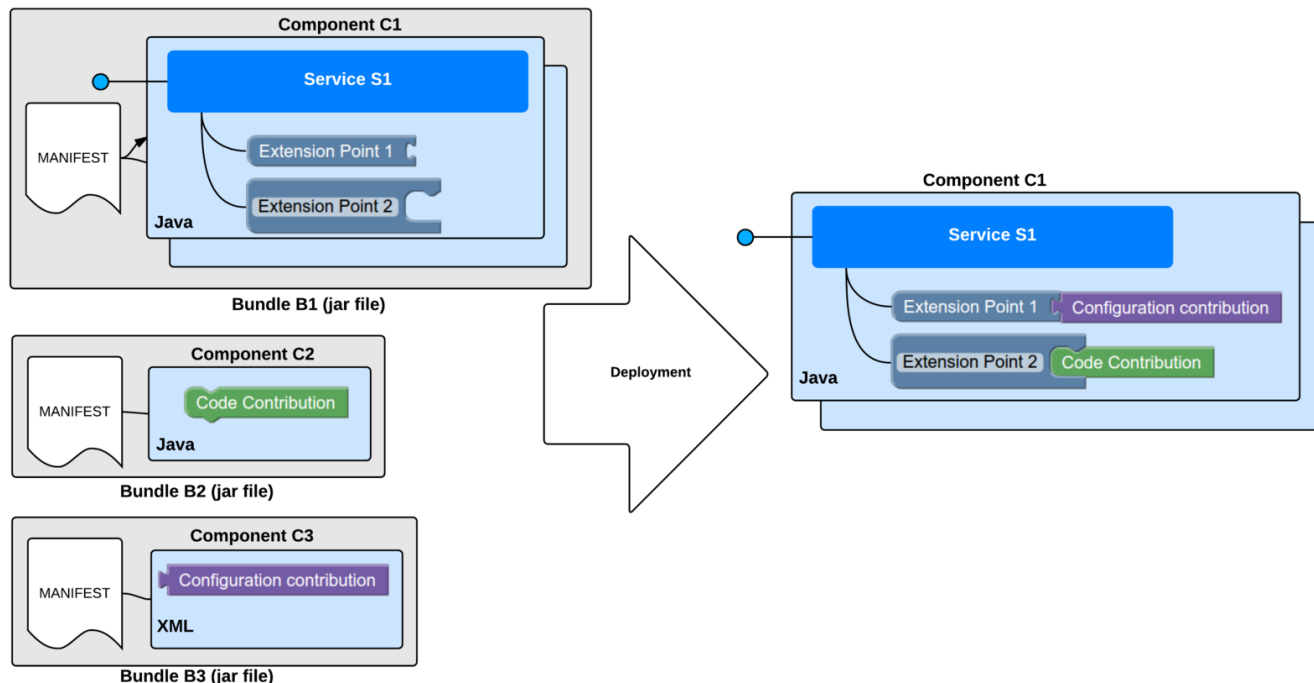 Component C1
Service S1
MANIFEST
Extension Point 1
Extension Point 2
Java
Bundle B1 (jar file)
Component C2
MANIFEST
Code Contribution
Java
Bundle B2 (jar file)
Component C3
MANIFEST
Configuration contribution
XML
Bundle B3 (jar file)
Deployment
Component C1
Service S1
Extension Point 1
Configuration contribution
Extension Point 2
Code Contribution
Java